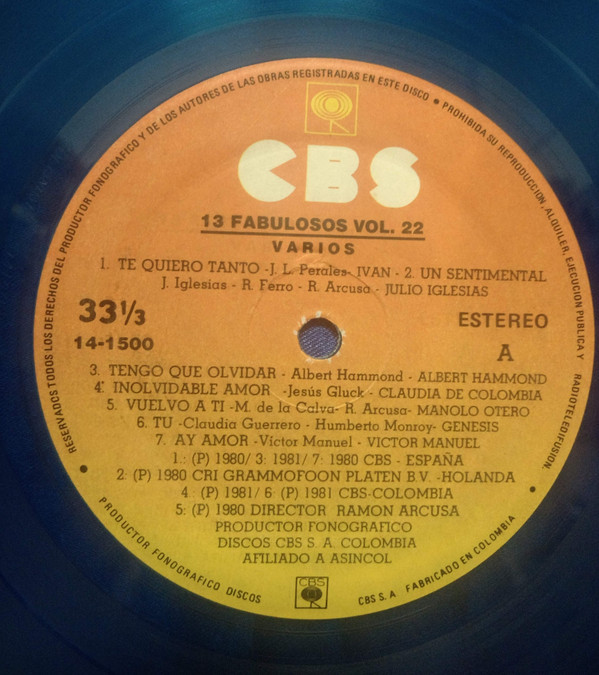 RESERVADOS TODOS LOS DERECHOS DEL PRODUCTOR FONOGRAFICO Y DE LOS AUTORES DE LAS OBRAS REGISTRADAS EN ESTE DISCO • PROHIBIDA SU REPRODUCCION, ALQUILER, EJECUCION PUBLICA Y RADIOTELEDIFUSION. •
CBS
13 FABULOSOS VOL. 22
VARIOS
1. TE QUIERO TANTO -J. L. Perales- IVAN - 2. UN SENTIMENTAL
J. Iglesias - R. Ferro - R. Arcusa - JULIO IGLESIAS
33 1/3
14-1500
ESTEREO
A
3. TENGO QUE OLVIDAR - Albert Hammond - ALBERT HAMMOND
4. INOLVIDABLE AMOR -Jesús Gluck - CLAUDIA DE COLOMBIA
5. VUELVO A TI -M. de la Calva- R. Arcusa- MANOLO OTERO
6. TU -Claudia Guerrero - Humberto Monroy- GENESIS
7. AY AMOR -Víctor Manuel - VICTOR MANUEL
1.: (P) 1980/ 3: 1981/ 7: 1980 CBS - ESPAÑA
2: (P) 1980 CRI GRAMMOFOON PLATEN B.V. -HOLANDA
4: (P) 1981/ 6: (P) 1981 CBS-COLOMBIA
5: (P) 1980 DIRECTOR RAMON ARCUSA
PRODUCTOR FONOGRAFICO
DISCOS CBS S. A. COLOMBIA
AFILIADO A ASINCOL
CBS
• PRODUCTOR FONOGRAFICO DISCOS CBS S. A FABRICADO EN COLOMBIA •